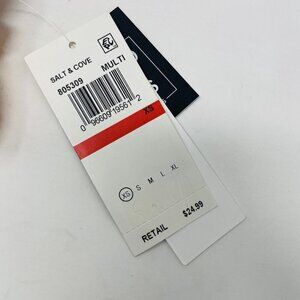 SALT & COVE
805309 MULTI
0 96609 19561 2
XS
XS S M L XL
RETAIL $24.99